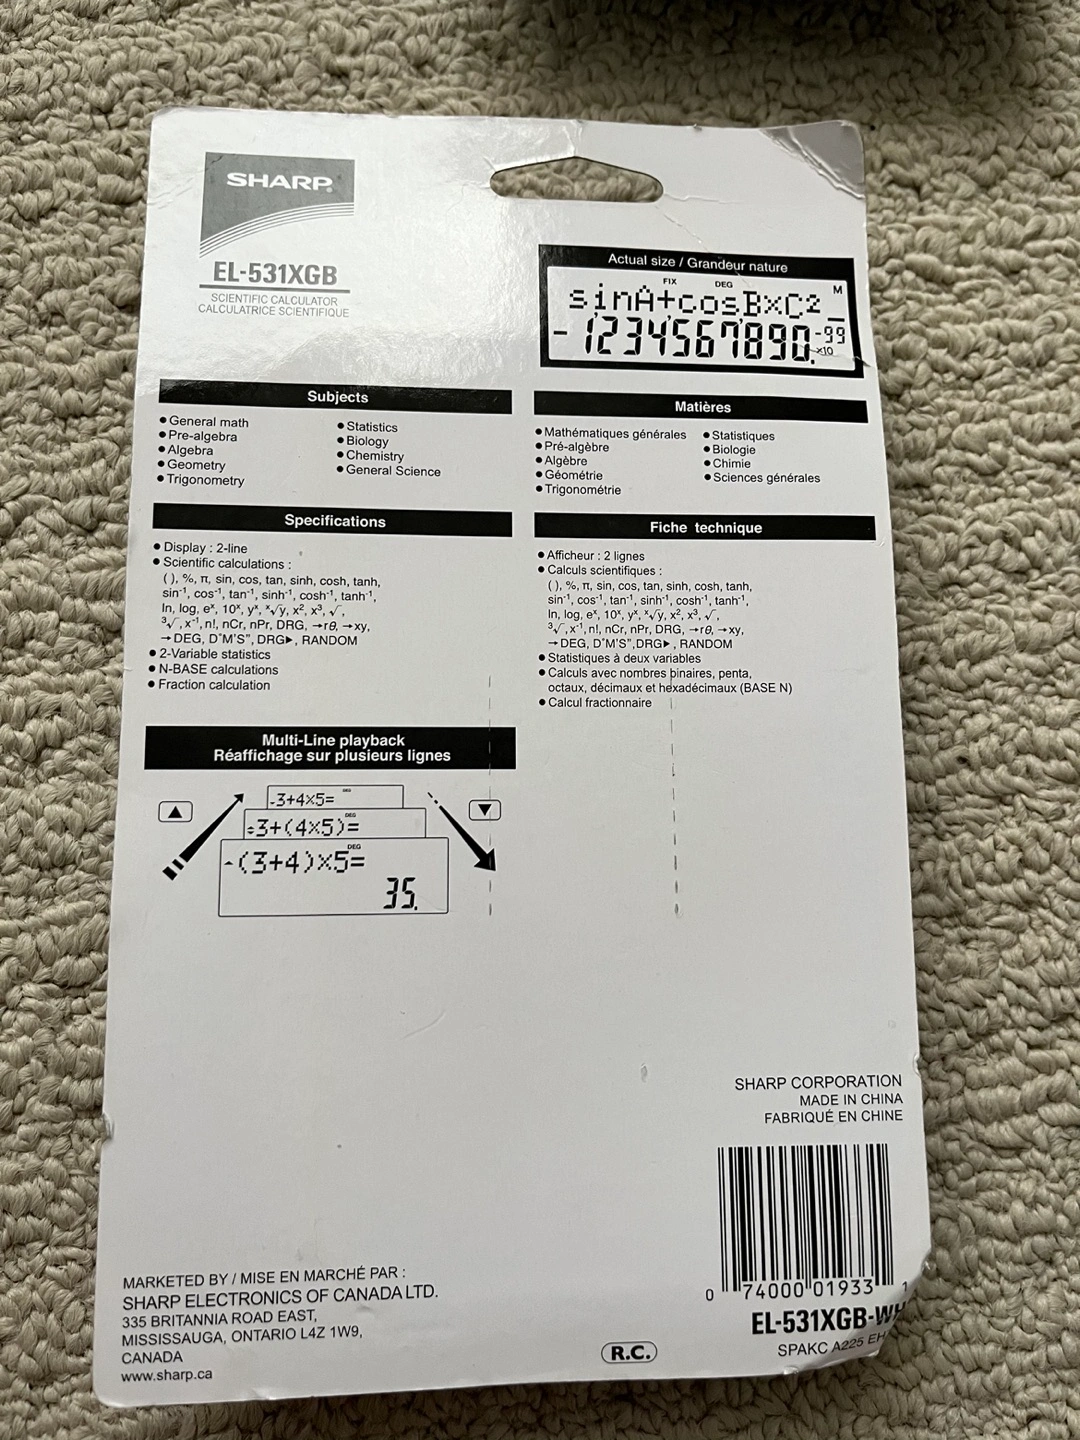 SHARP®
EL-531XGB
SCIENTIFIC CALCULATOR
CALCULATRICE SCIENTIFIQUE
Actual size / Grandeur nature
FIX DEG M
sinA+cosB×C²_
-1234567890.-99
×10
Subjects
● General math
● Pre-algebra
● Algebra
● Geometry
● Trigonometry
● Statistics
● Biology
● Chemistry
● General Science
Matières
● Mathématiques générales
● Pré-algèbre
● Algèbre
● Géométrie
● Trigonométrie
● Statistiques
● Biologie
● Chimie
● Sciences générales
Specifications
● Display : 2-line
● Scientific calculations :
( ), %, π, sin, cos, tan, sinh, cosh, tanh,
sin⁻¹, cos⁻¹, tan⁻¹, sinh⁻¹, cosh⁻¹, tanh⁻¹,
ln, log, eˣ, 10ˣ, yˣ, ˣ√y, x², x³, √,
³√, x⁻¹, n!, nCr, nPr, DRG, →rθ, →xy,
→DEG, D°M'S", DRG▶, RANDOM
● 2-Variable statistics
● N-BASE calculations
● Fraction calculation
Fiche technique
● Afficheur : 2 lignes
● Calculs scientifiques :
( ), %, π, sin, cos, tan, sinh, cosh, tanh,
sin⁻¹, cos⁻¹, tan⁻¹, sinh⁻¹, cosh⁻¹, tanh⁻¹,
ln, log, eˣ, 10ˣ, yˣ, ˣ√y, x², x³, √,
³√, x⁻¹, n!, nCr, nPr, DRG, →rθ, →xy,
→DEG, D°M'S", DRG▶, RANDOM
● Statistiques à deux variables
● Calculs avec nombres binaires, penta,
octaux, décimaux et hexadécimaux (BASE N)
● Calcul fractionnaire
Multi-Line playback
Réaffichage sur plusieurs lignes
▲
▼
DEG
3+4×5=
DEG
3+(4×5)=
DEG
(3+4)×5=
35.
SHARP CORPORATION
MADE IN CHINA
FABRIQUÉ EN CHINE
0 74000 01933 1
EL-531XGB-WH
SPAKC A225 EH
MARKETED BY / MISE EN MARCHÉ PAR :
SHARP ELECTRONICS OF CANADA LTD.
335 BRITANNIA ROAD EAST,
MISSISSAUGA, ONTARIO L4Z 1W9,
CANADA
www.sharp.ca
R.C.